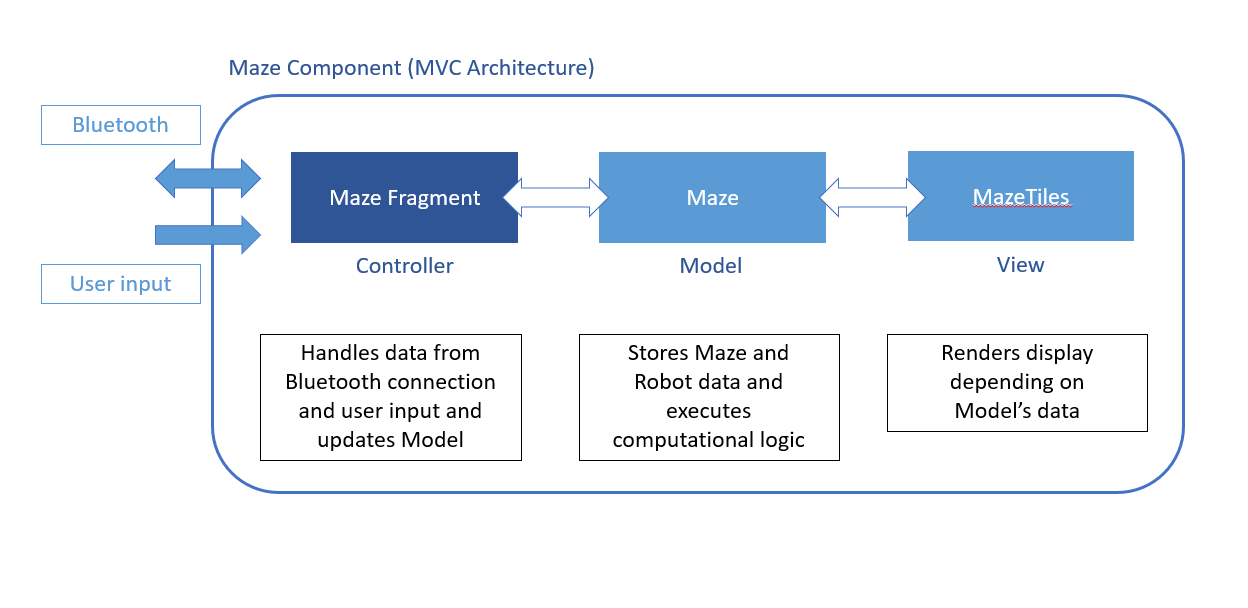 Maze Component (MVC Architecture)
Bluetooth
User input
Maze Fragment
Maze
MazeTiles
Controller
Model
View
Handles data from
Bluetooth connection
and user input and
updates Model
Stores Maze and
Robot data and
executes
computational logic
Renders display
depending on
Model’s data